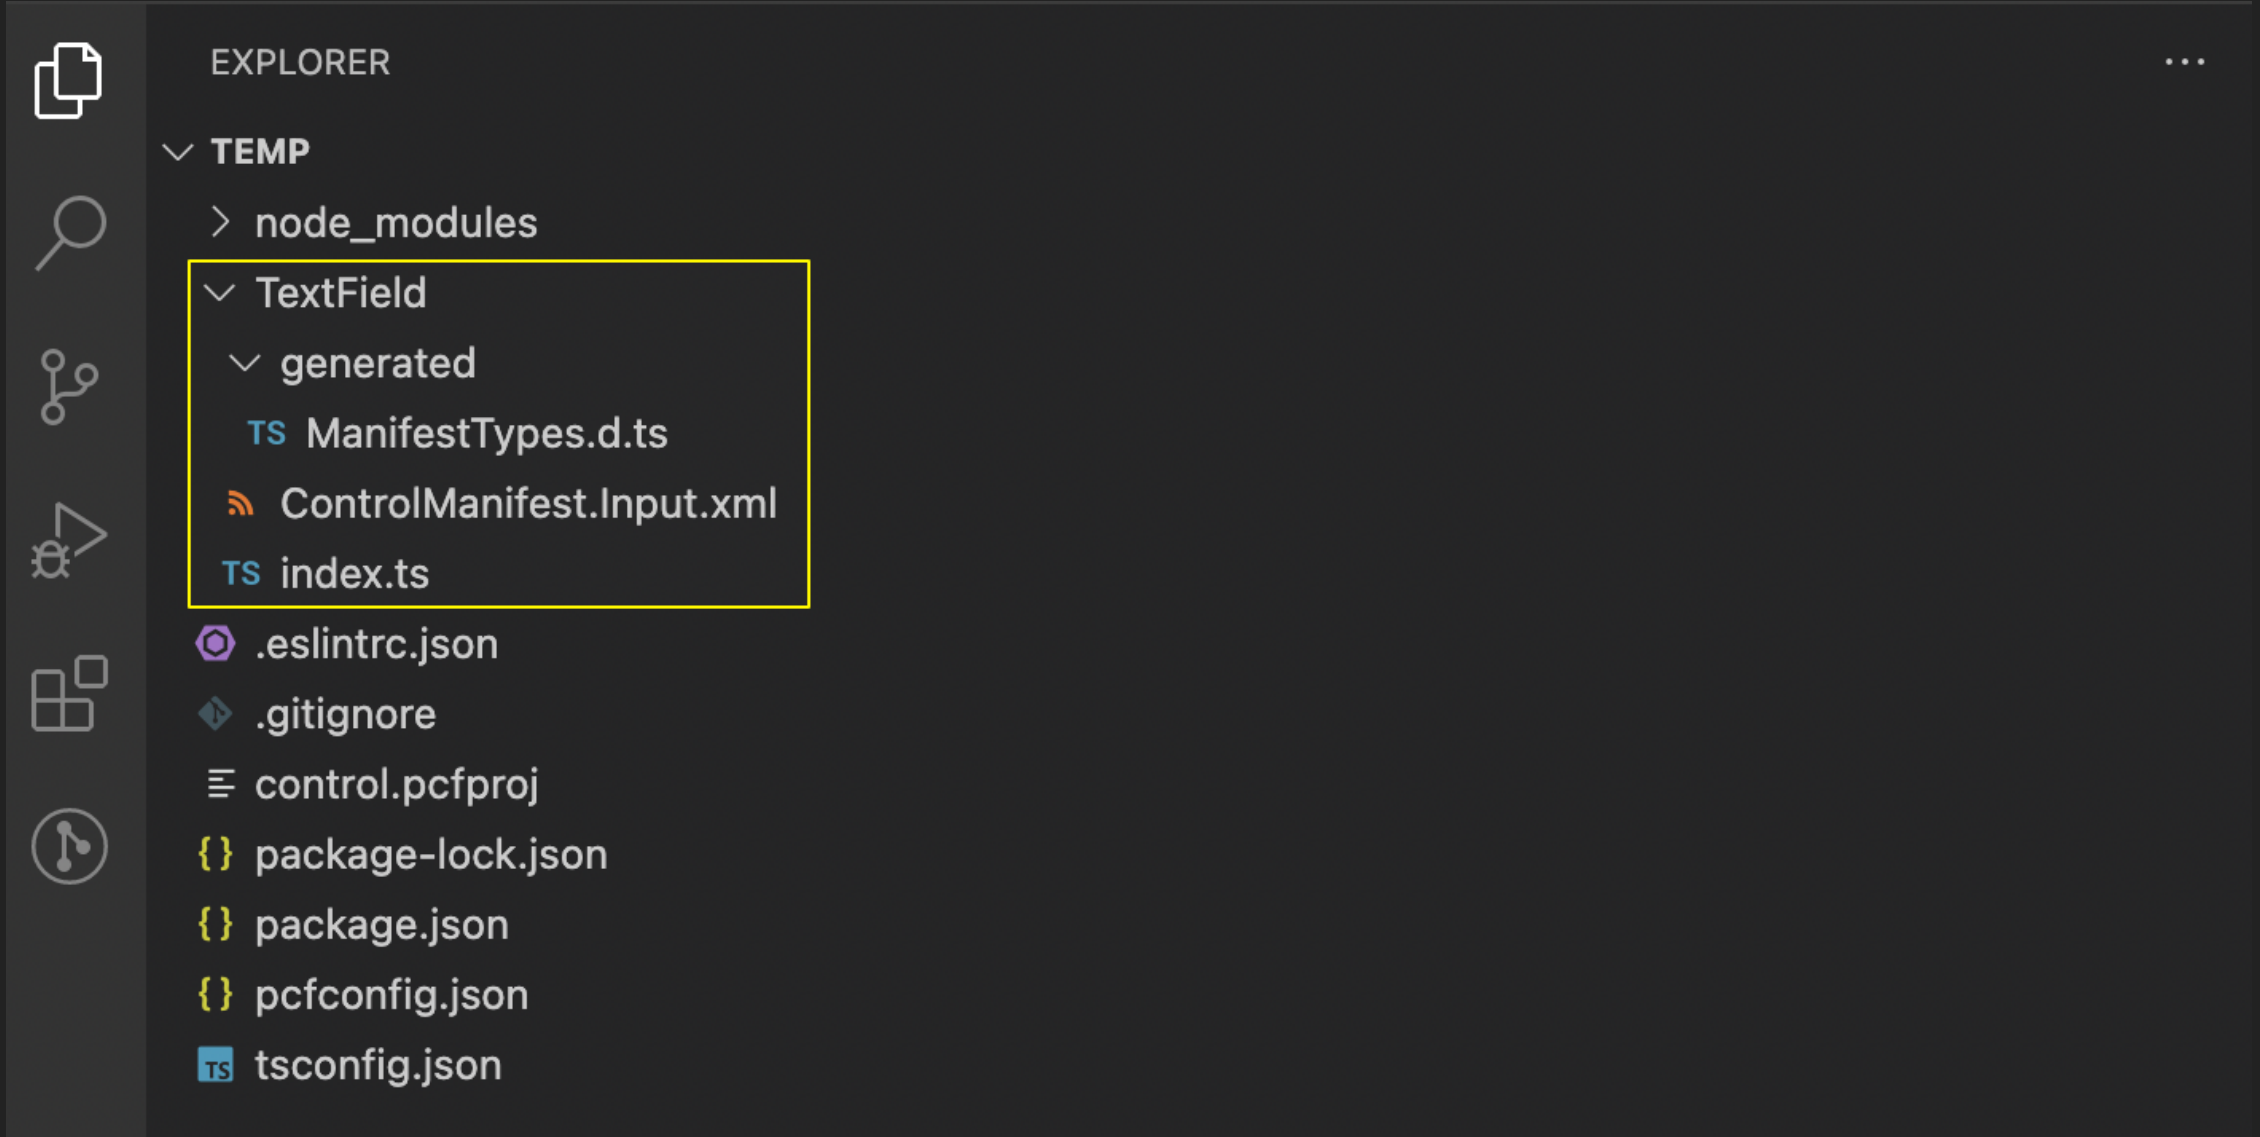 EXPLORER
TEMP
node_modules
TextField
generated
TS ManifestTypes.d.ts
ControlManifest.Input.xml
TS index.ts
.eslintrc.json
.gitignore
control.pcfproj
{} package-lock.json
{} package.json
{} pcfconfig.json
TS tsconfig.json